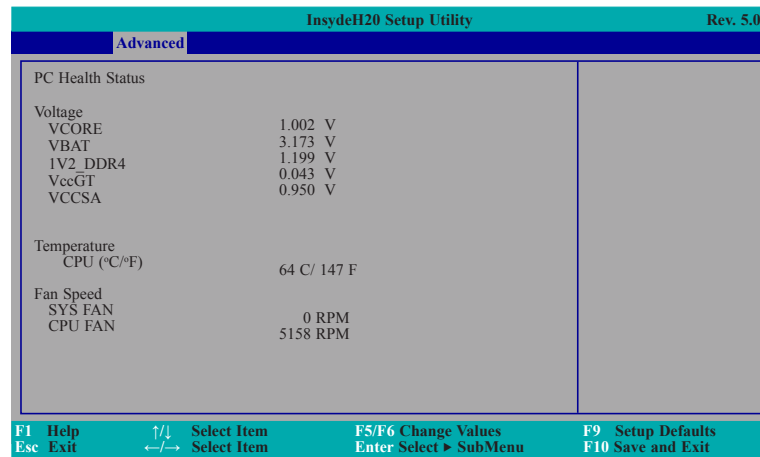 InsydeH20 Setup Utility Rev. 5.0
Advanced
PC Health Status
Voltage
VCORE 1.002 V
VBAT 3.173 V
1V2_DDR4 1.199 V
VccGT 0.043 V
VCCSA 0.950 V
Temperature
CPU (°C/°F) 64 C/ 147 F
Fan Speed
SYS FAN 0 RPM
CPU FAN 5158 RPM
F1 Help ↑/↓ Select Item F5/F6 Change Values F9 Setup Defaults
Esc Exit ←/→ Select Item Enter Select ▶ SubMenu F10 Save and Exit